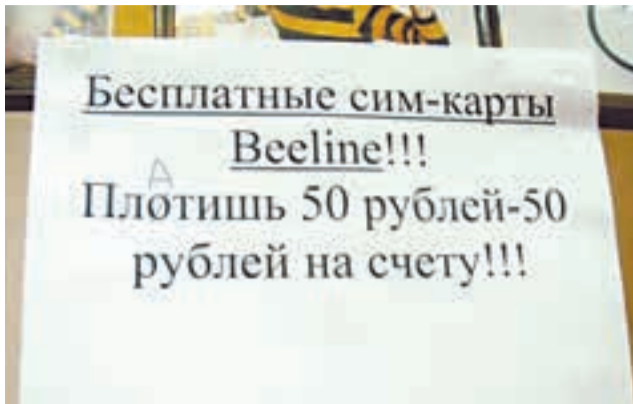 Бесплатные сим-карты
Beeline!!!
А
Плотишь 50 рублей-50
рублей на счету!!!